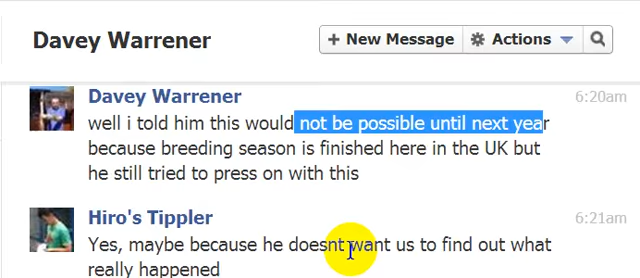 Davey Warrener
+ New Message
Actions
Davey Warrener
6:20am
well i told him this would not be possible until next year
because breeding season is finished here in the UK but
he still tried to press on with this
Hiro's Tippler
6:21am
Yes, maybe because he doesnt want us to find out what
really happened